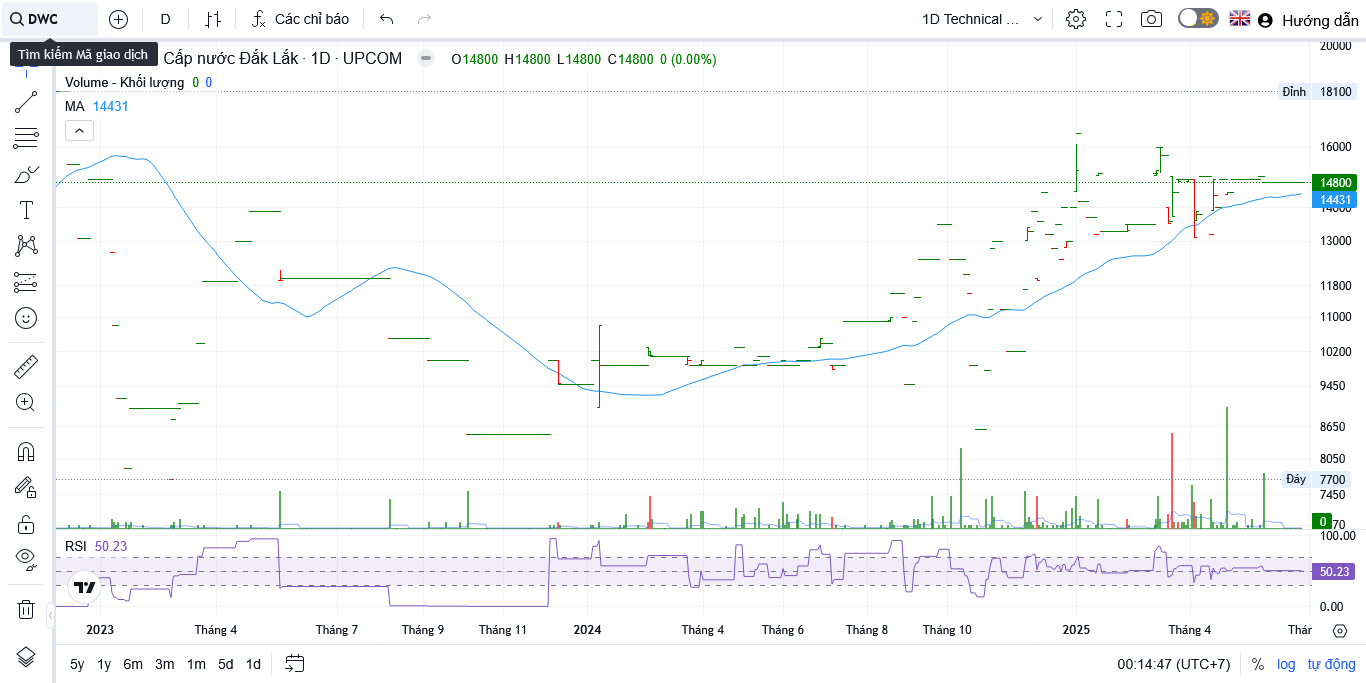 DWC
D
Các chỉ báo
1D Technical ...
Hướng dẫn
Tìm kiếm Mã giao dịch
Cấp nước Đắk Lắk · 1D · UPCOM
O14800 H14800 L14800 C14800 0 (0.00%)
Volume - Khối lượng 0 0
MA 14431
20000
Đỉnh 18100
16000
14800
14431
14000
13000
11800
11000
10200
9450
8650
8050
Đáy 7700
7450
0
70
RSI 50.23
100.00
50.23
0.00
2023 Tháng 4 Tháng 7 Tháng 9 Tháng 11 2024 Tháng 4 Tháng 6 Tháng 8 Tháng 10 2025 Tháng 4 Thár
5y 1y 6m 3m 1m 5d 1d
00:14:47 (UTC+7) % log tự động